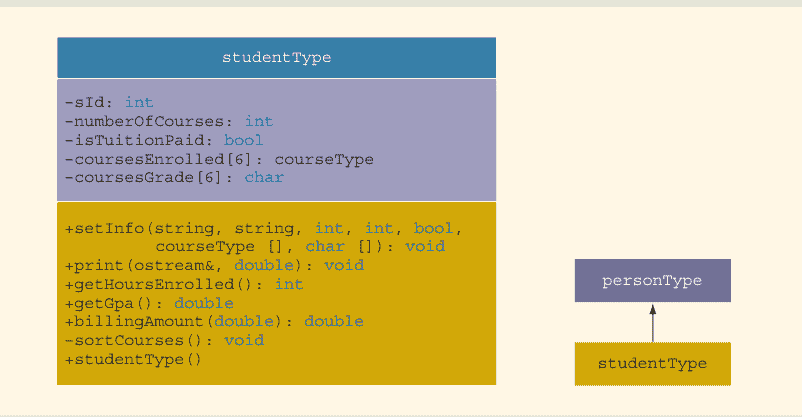 studentType
-sId: int
-numberOfCourses: int
-isTuitionPaid: bool
-coursesEnrolled[6]: courseType
-coursesGrade[6]: char
+setInfo(string, string, int, int, bool,
courseType [], char []): void
+print(ostream&, double): void
+getHoursEnrolled(): int
+getGpa(): double
+billingAmount(double): double
-sortCourses(): void
+studentType()
personType
studentType